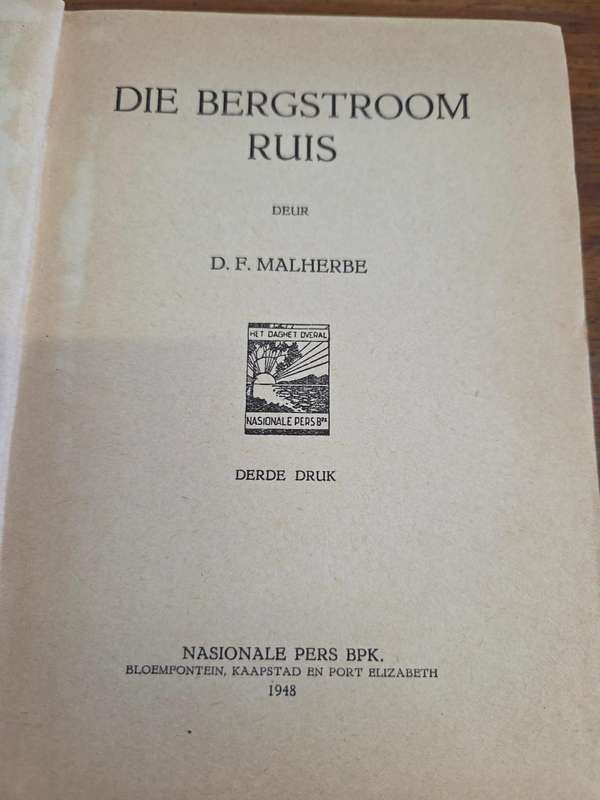 DIE BERGSTROOM
RUIS
DEUR
D. F. MALHERBE
HET DAGHET OVERAL
NASIONALE PERS BPK
DERDE DRUK
NASIONALE PERS BPK.
BLOEMFONTEIN, KAAPSTAD EN PORT ELIZABETH
1948